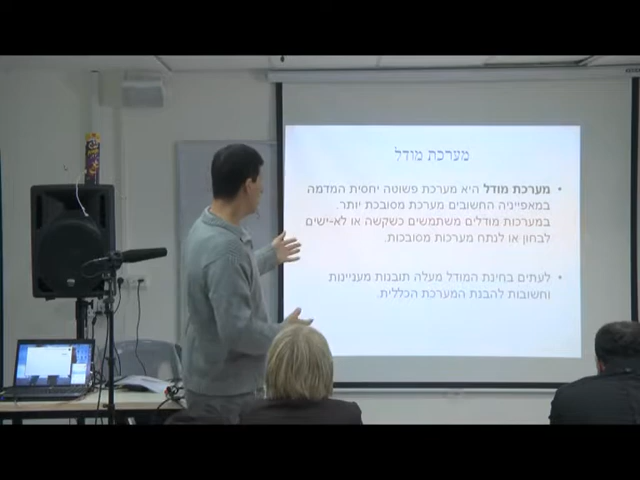 מערכת מודל
• מערכת מודל היא מערכת פשוטה יחסית המדמה
במאפייניה החשובים מערכת מסובכת יותר.
במערכות מודלים משתמשים כשקשה או לא-ישים
לבחון או לנתח מערכות מסובכות.
• לעתים בחינת המודל מעלה תובנות מעניינות
וחשובות להבנת המערכת הכללית.